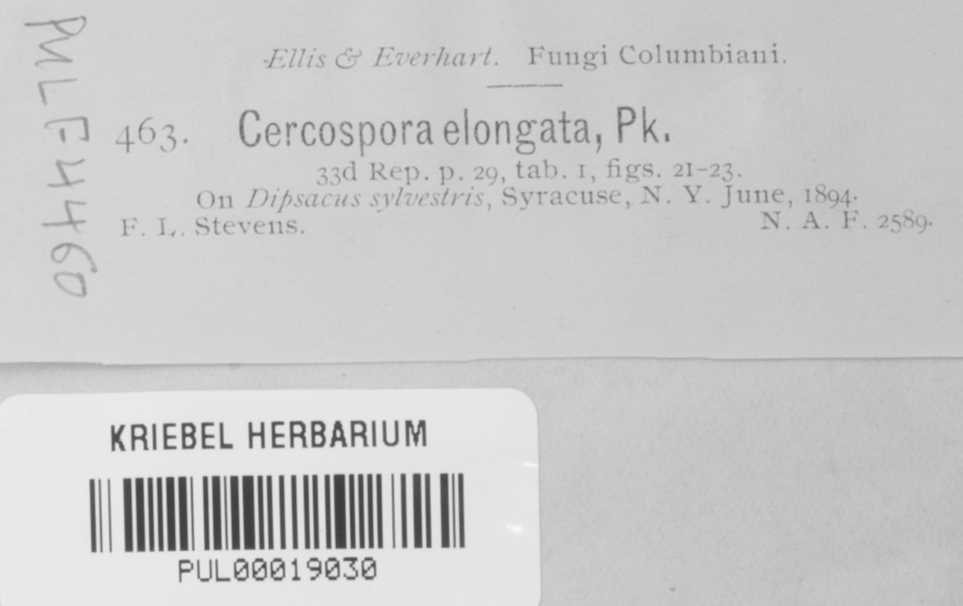 Ellis & Everhart. Fungi Columbiani.
463. Cercospora elongata, Pk.
33d Rep. p. 29, tab. 1, figs. 21-23.
On Dipsacus sylvestris, Syracuse, N. Y. June, 1894.
F. L. Stevens. N. A. F. 2589.
PUL F4460
KRIEBEL HERBARIUM
PUL00019030